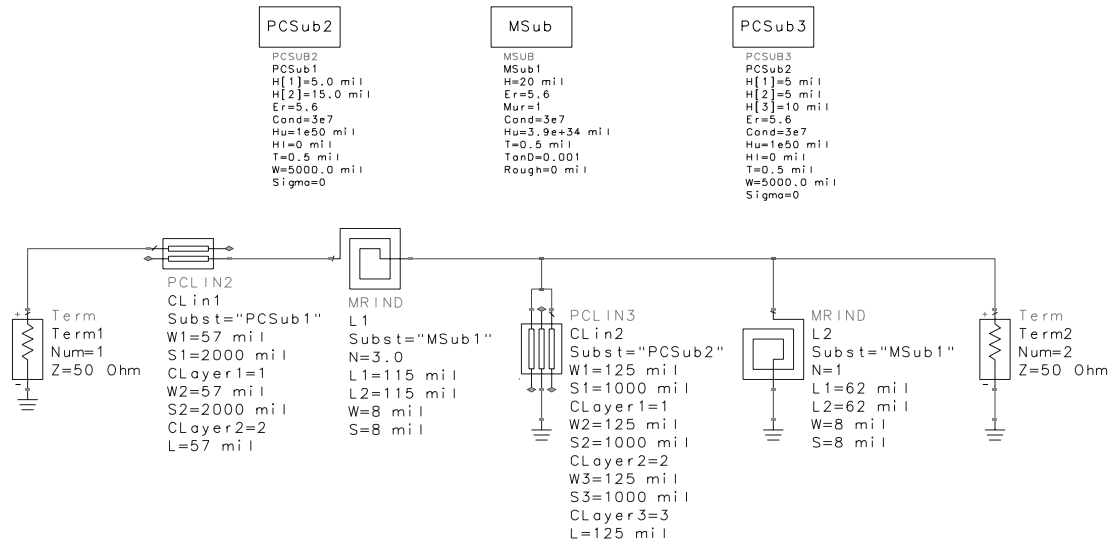 PCSub2
PCSUB2
PCSub1
H[1]=5.0 mil
H[2]=15.0 mil
Er=5.6
Cond=3e7
Hu=1e50 mil
Hl=0 mil
T=0.5 mil
W=5000.0 mil
Sigma=0
MSub
MSUB
MSub1
H=20 mil
Er=5.6
Mur=1
Cond=3e7
Hu=3.9e+34 mil
T=0.5 mil
TanD=0.001
Rough=0 mil
PCSub3
PCSUB3
PCSub2
H[1]=5 mil
H[2]=5 mil
H[3]=10 mil
Er=5.6
Cond=3e7
Hu=1e50 mil
Hl=0 mil
T=0.5 mil
W=5000.0 mil
Sigma=0
+
-
Term
Term1
Num=1
Z=50 Ohm
PCLIN2
CLin1
Subst="PCSub1"
W1=57 mil
S1=2000 mil
CLayer1=1
W2=57 mil
S2=2000 mil
CLayer2=2
L=57 mil
MRIND
L1
Subst="MSub1"
N=3.0
L1=115 mil
L2=115 mil
W=8 mil
S=8 mil
PCLIN3
CLin2
Subst="PCSub2"
W1=125 mil
S1=1000 mil
CLayer1=1
W2=125 mil
S2=1000 mil
CLayer2=2
W3=125 mil
S3=1000 mil
CLayer3=3
L=125 mil
MRIND
L2
Subst="MSub1"
N=1
L1=62 mil
L2=62 mil
W=8 mil
S=8 mil
+
-
Term
Term2
Num=2
Z=50 Ohm